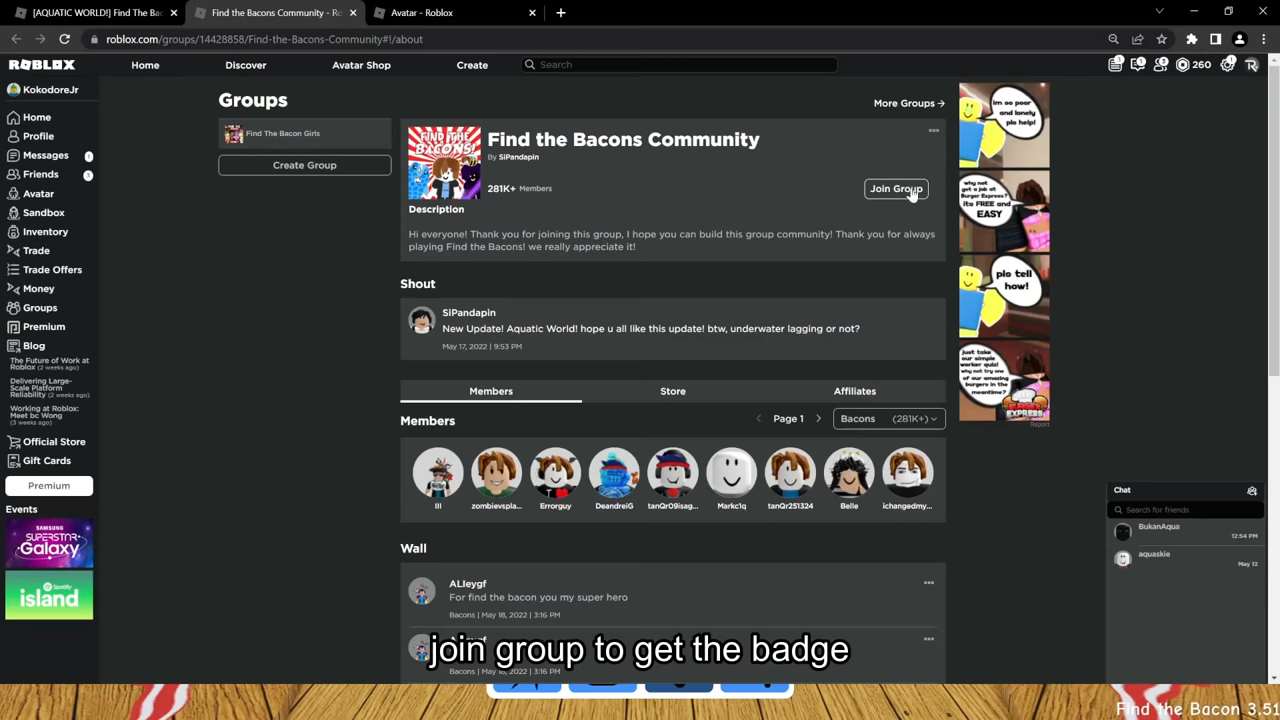 [AQUATIC WORLD!] Find the Bac
Find the Bacons Community - Ro
Avatar - Roblox
roblox.com/groups/14428858/Find-the-Bacons-Community#!/about
ROBLOX
Home
Discover
Avatar Shop
Create
Search
260
KokodoreJr
Home
Profile
Messages
1
Friends
1
Avatar
Sandbox
Inventory
Trade
Trade Offers
Money
Groups
Premium
Blog
The Future of Work at
Roblox (2 weeks ago)
Delivering Large-
Scale Platform
Reliability (2 weeks ago)
Working at Roblox:
Meet bc Wong
(3 weeks ago)
Official Store
Gift Cards
Premium
Events
SAMSUNG
SUPERSTAR
Galaxy
Spotify
island
Groups
More Groups
Find The Bacon Girls
Create Group
FIND THE
BACONS!
Find the Bacons Community
By SiPandapin
281K+ Members
Join Group
Description
Hi everyone! Thank you for joining this group, I hope you can build this group community! Thank you for always
playing Find the Bacons! we really appreciate it!
Shout
SiPandapin
New Update! Aquatic World! hope u all like this update! btw, underwater lagging or not?
May 17, 2022 | 9:53 PM
Members
Store
Affiliates
Members
Page 1
Bacons (281K+)
III
zombievspla...
Errorguy
DeandreiG
tanQr09isag...
Markc1q
tanQr251324
Belle
ichangedmy...
Wall
ALleygf
For find the bacon you my super hero
Bacons | May 18, 2022 | 3:16 PM
join group to get the badge
im so poor
and lonely
plo help!
why not
get a job at
Burger Express?
its FREE and
EASY
plo tell
how!
just take
our simple
worker quiz!
why not try one
of our amazing
burgers in the
meantime?
BURGER
EXPRESS
Report
Chat
Search for friends
BukanAqua
12:54 PM
aquaskie
May 12
Find the Bacon 3.51